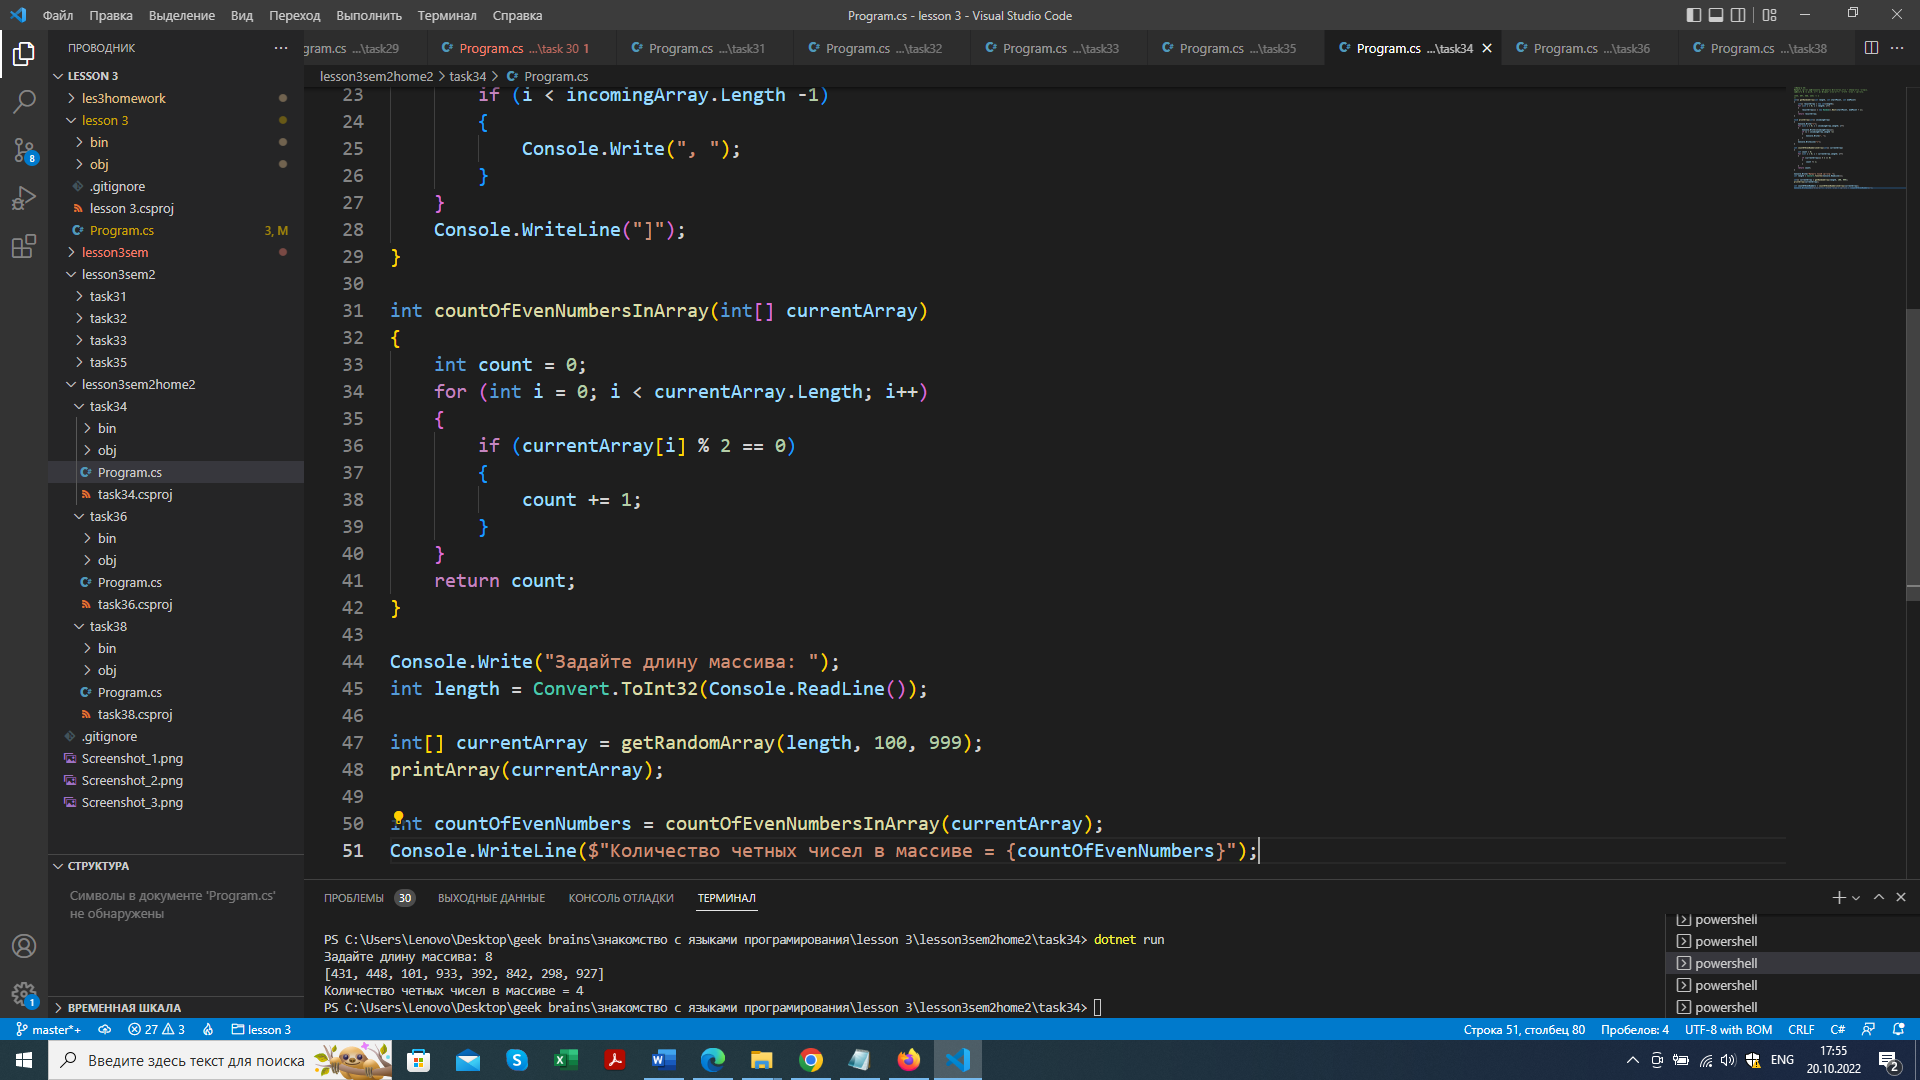 Файл Правка Выделение Вид Переход Выполнить Терминал Справка
Program.cs - lesson 3 - Visual Studio Code
ПРОВОДНИК
gram.cs ...\task29
Program.cs ...\task 30 1
Program.cs ...\task31
Program.cs ...\task32
Program.cs ...\task33
Program.cs ...\task35
Program.cs ...\task34
Program.cs ...\task36
Program.cs ...\task38
lesson3sem2home2 > task34 > Program.cs
LESSON 3
les3homework
lesson 3
bin
obj
.gitignore
lesson 3.csproj
Program.cs 3, M
lesson3sem
lesson3sem2
task31
task32
task33
task35
lesson3sem2home2
task34
bin
obj
Program.cs
task34.csproj
task36
bin
obj
Program.cs
task36.csproj
task38
bin
obj
Program.cs
task38.csproj
.gitignore
Screenshot_1.png
Screenshot_2.png
Screenshot_3.png
СТРУКТУРА
Символы в документе 'Program.cs'
не обнаружены
ВРЕМЕННАЯ ШКАЛА
8
1
23 if (i < incomingArray.Length -1)
24 {
25 Console.Write(", ");
26 }
27 }
28 Console.WriteLine("]");
29 }
30
31 int countOfEvenNumbersInArray(int[] currentArray)
32 {
33 int count = 0;
34 for (int i = 0; i < currentArray.Length; i++)
35 {
36 if (currentArray[i] % 2 == 0)
37 {
38 count += 1;
39 }
40 }
41 return count;
42 }
43
44 Console.Write("Задайте длину массива: ");
45 int length = Convert.ToInt32(Console.ReadLine());
46
47 int[] currentArray = getRandomArray(length, 100, 999);
48 printArray(currentArray);
49
50 int countOfEvenNumbers = countOfEvenNumbersInArray(currentArray);
51 Console.WriteLine($"Количество четных чисел в массиве = {countOfEvenNumbers}");
ПРОБЛЕМЫ 30 ВЫХОДНЫЕ ДАННЫЕ КОНСОЛЬ ОТЛАДКИ ТЕРМИНАЛ
PS C:\Users\Lenovo\Desktop\geek brains\знакомство с языками програмирования\lesson 3\lesson3sem2home2\task34> dotnet run
Задайте длину массива: 8
[431, 448, 101, 933, 392, 842, 298, 927]
Количество четных чисел в массиве = 4
PS C:\Users\Lenovo\Desktop\geek brains\знакомство с языками програмирования\lesson 3\lesson3sem2home2\task34>
powershell
powershell
powershell
powershell
powershell
master*+ 27 3 lesson 3
Строка 51, столбец 80 Пробелов: 4 UTF-8 with BOM CRLF C#
Введите здесь текст для поиска
ENG
17:55
20.10.2022
2